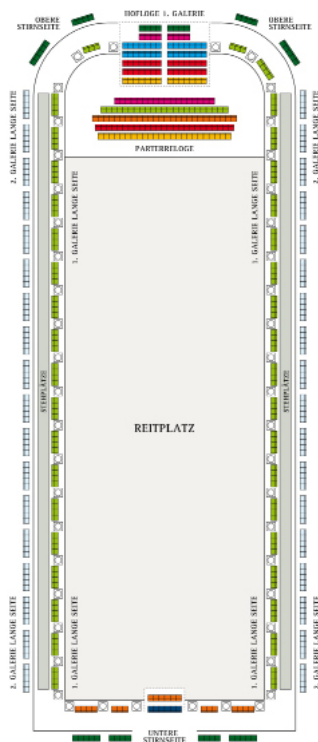 HOFLOGE 1. GALERIE
OBERE
STIRNSEITE
OBERE
STIRNSEITE
PARTERRELOGE
2. GALERIE LANGE SEITE
1. GALERIE LANGE SEITE
1. GALERIE LANGE SEITE
2. GALERIE LANGE SEITE
STEHPLÄTZE
REITPLATZ
STEHPLÄTZE
2. GALERIE LANGE SEITE
1. GALERIE LANGE SEITE
1. GALERIE LANGE SEITE
2. GALERIE LANGE SEITE
UNTERE
STIRNSEITE